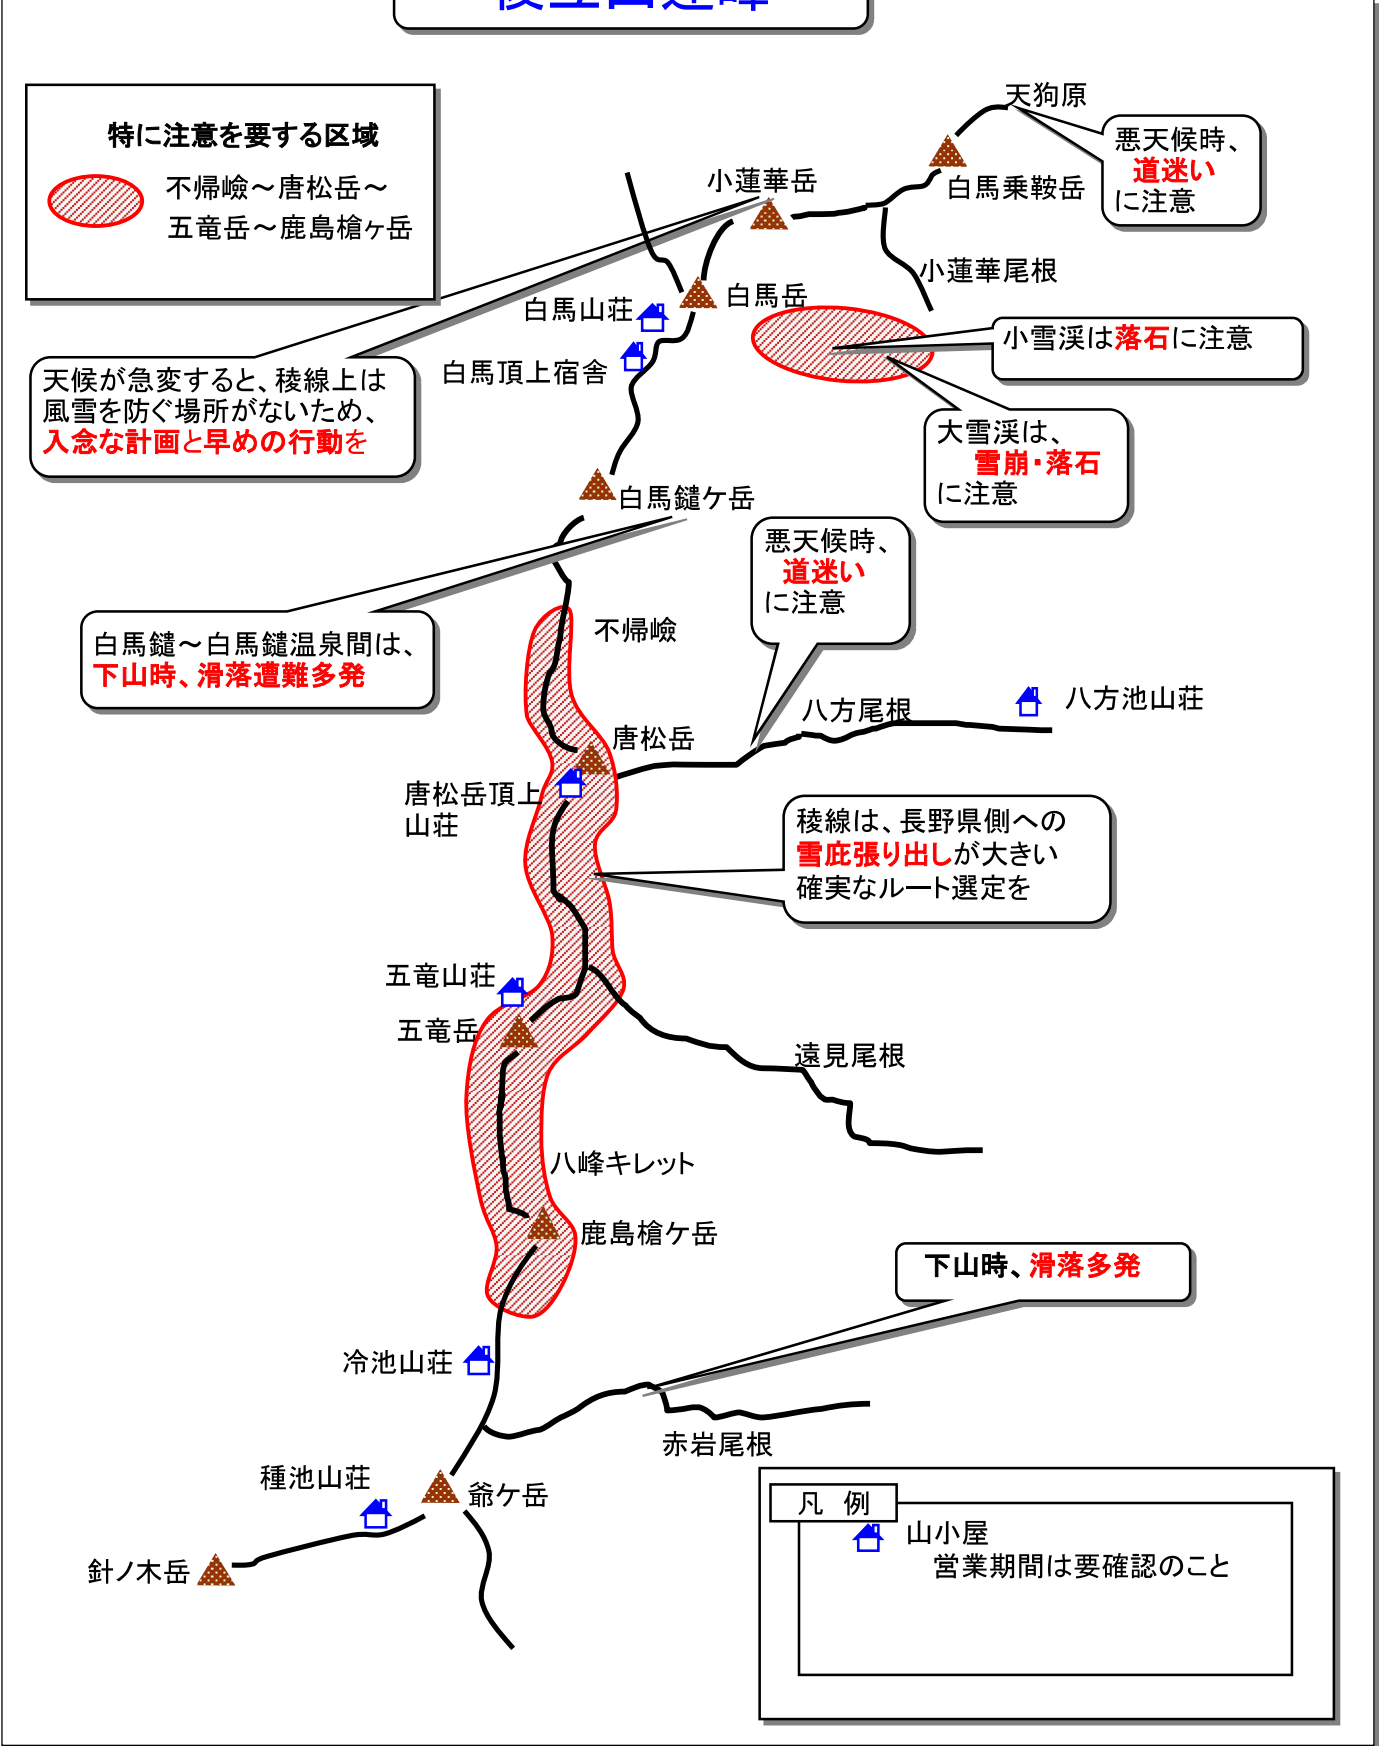 後立山連峰
特に注意を要する区域
不帰嶮～唐松岳～
五竜岳～鹿島槍ヶ岳
天狗原
悪天候時、
道迷い
に注意
小蓮華岳
白馬乗鞍岳
小蓮華尾根
白馬岳
白馬山荘
白馬頂上宿舎
小雪渓は落石に注意
天候が急変すると、稜線上は
風雪を防ぐ場所がないため、
入念な計画と早めの行動を
大雪渓は、
雪崩・落石
に注意
白馬鑓ケ岳
悪天候時、
道迷い
に注意
不帰嶮
白馬鑓～白馬鑓温泉間は、
下山時、滑落遭難多発
八方池山荘
八方尾根
唐松岳
唐松岳頂上
山荘
稜線は、長野県側への
雪庇張り出しが大きい
確実なルート選定を
五竜山荘
五竜岳
遠見尾根
八峰キレット
鹿島槍ケ岳
下山時、滑落多発
冷池山荘
赤岩尾根
種池山荘
爺ケ岳
針ノ木岳
凡　例
山小屋
営業期間は要確認のこと